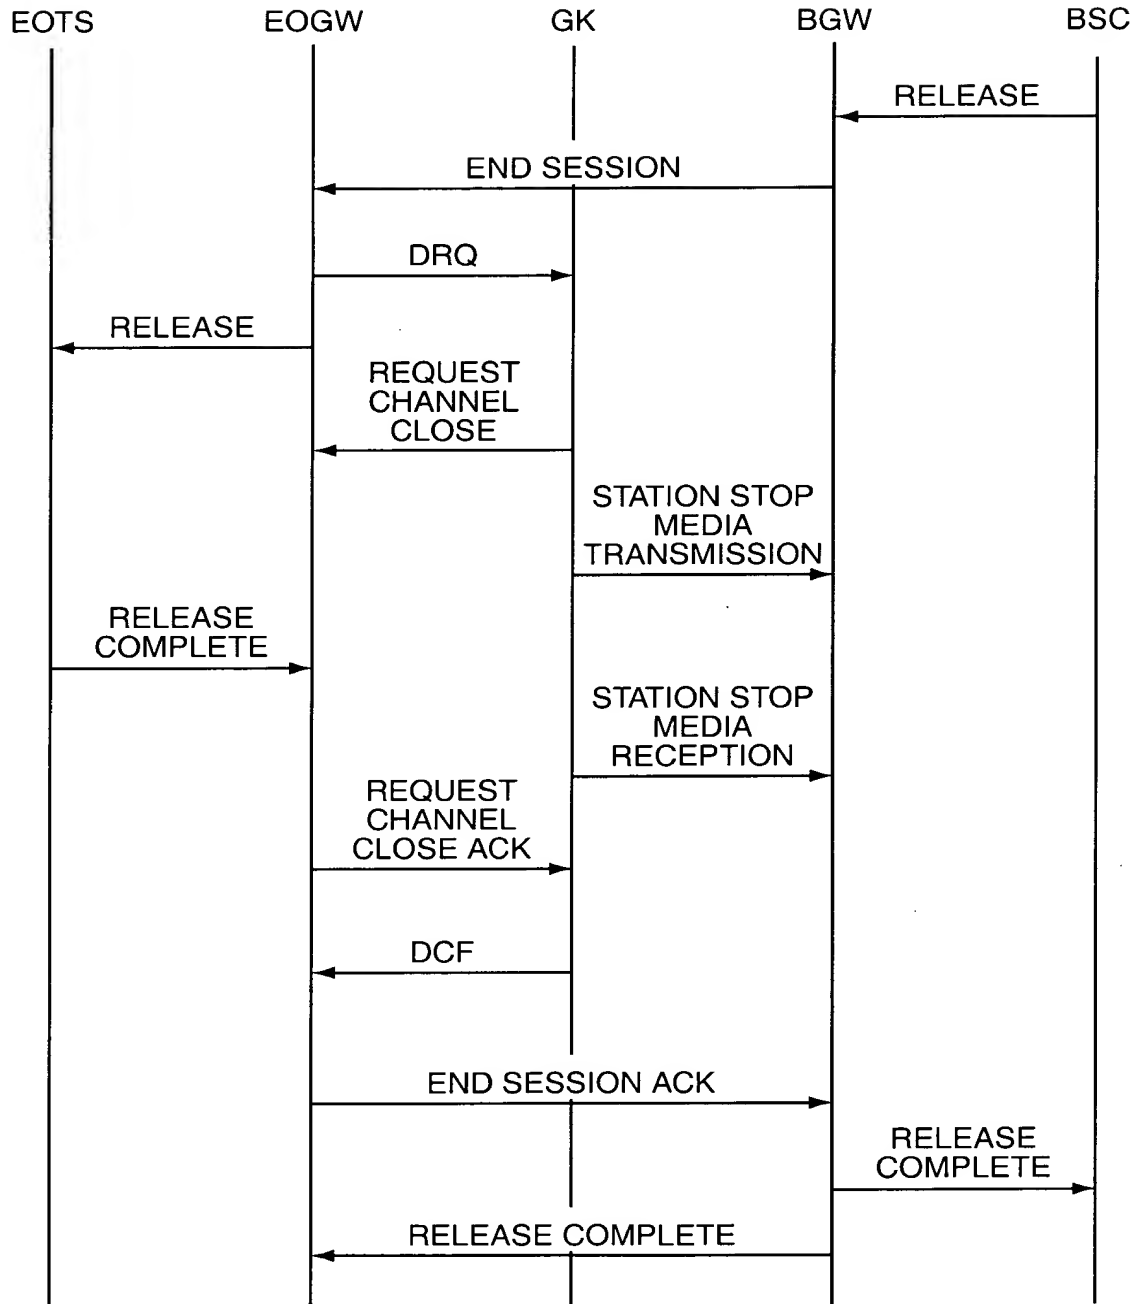 EOTS EOGW GK BGW BSC
RELEASE
END SESSION
DRQ
RELEASE
REQUEST
CHANNEL
CLOSE
STATION STOP
MEDIA
TRANSMISSION
RELEASE
COMPLETE
STATION STOP
MEDIA
RECEPTION
REQUEST
CHANNEL
CLOSE ACK
DCF
END SESSION ACK
RELEASE
COMPLETE
RELEASE COMPLETE